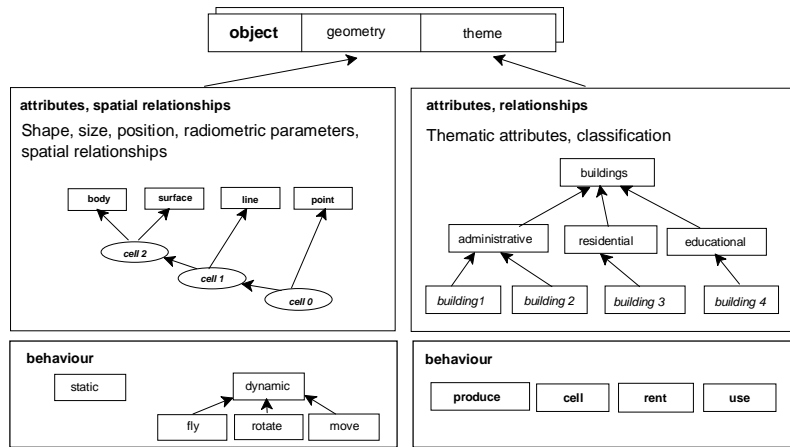 object
geometry
theme
attributes, spatial relationships
Shape, size, position, radiometric parameters,
spatial relationships
body
surface
line
point
cell 2
cell 1
cell 0
attributes, relationships
Thematic attributes, classification
buildings
administrative
residential
educational
building1
building 2
building 3
building 4
behaviour
static
dynamic
fly
rotate
move
behaviour
produce
cell
rent
use